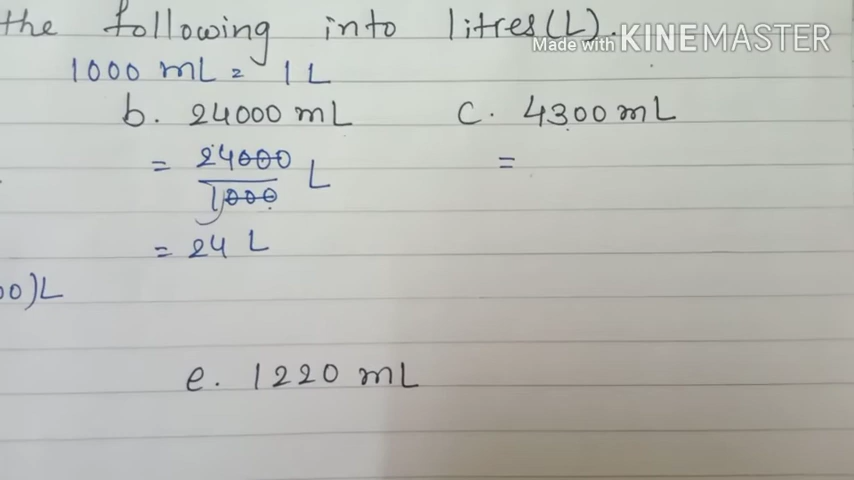 the following into litres(L).
Made with KINEMASTER
1000 mL = 1 L
b. 24000 mL
c. 4300 mL
= 24000/1000 L
=
= 24 L
00)L
e. 1220 mL